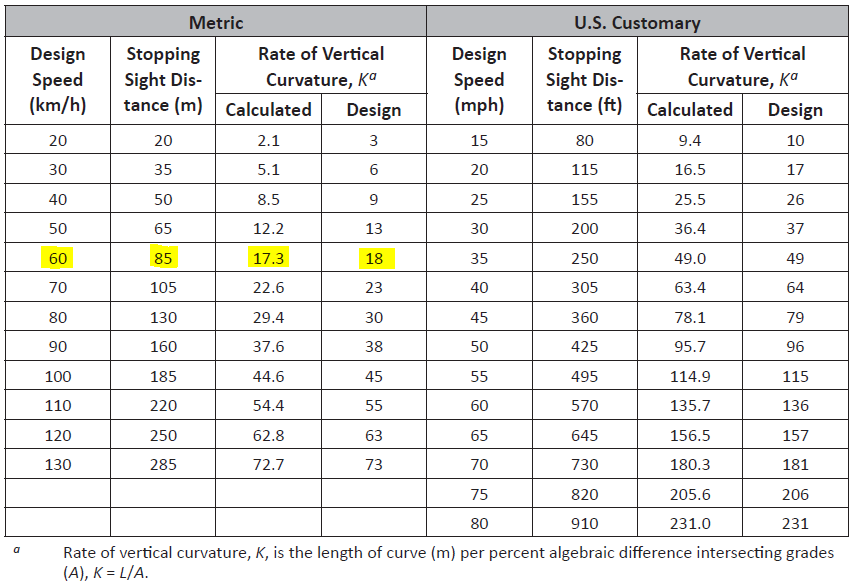 Metric U.S. Customary
Design Stopping Rate of Vertical Design Stopping Rate of Vertical
Speed Sight Dis- Curvature, Kᵃ Speed Sight Dis- Curvature, Kᵃ
(km/h) tance (m) Calculated Design (mph) tance (ft) Calculated Design
20 20 2.1 3 15 80 9.4 10
30 35 5.1 6 20 115 16.5 17
40 50 8.5 9 25 155 25.5 26
50 65 12.2 13 30 200 36.4 37
60 85 17.3 18 35 250 49.0 49
70 105 22.6 23 40 305 63.4 64
80 130 29.4 30 45 360 78.1 79
90 160 37.6 38 50 425 95.7 96
100 185 44.6 45 55 495 114.9 115
110 220 54.4 55 60 570 135.7 136
120 250 62.8 63 65 645 156.5 157
130 285 72.7 73 70 730 180.3 181
75 820 205.6 206
80 910 231.0 231
a Rate of vertical curvature, K, is the length of curve (m) per percent algebraic difference intersecting grades
(A), K = L/A.